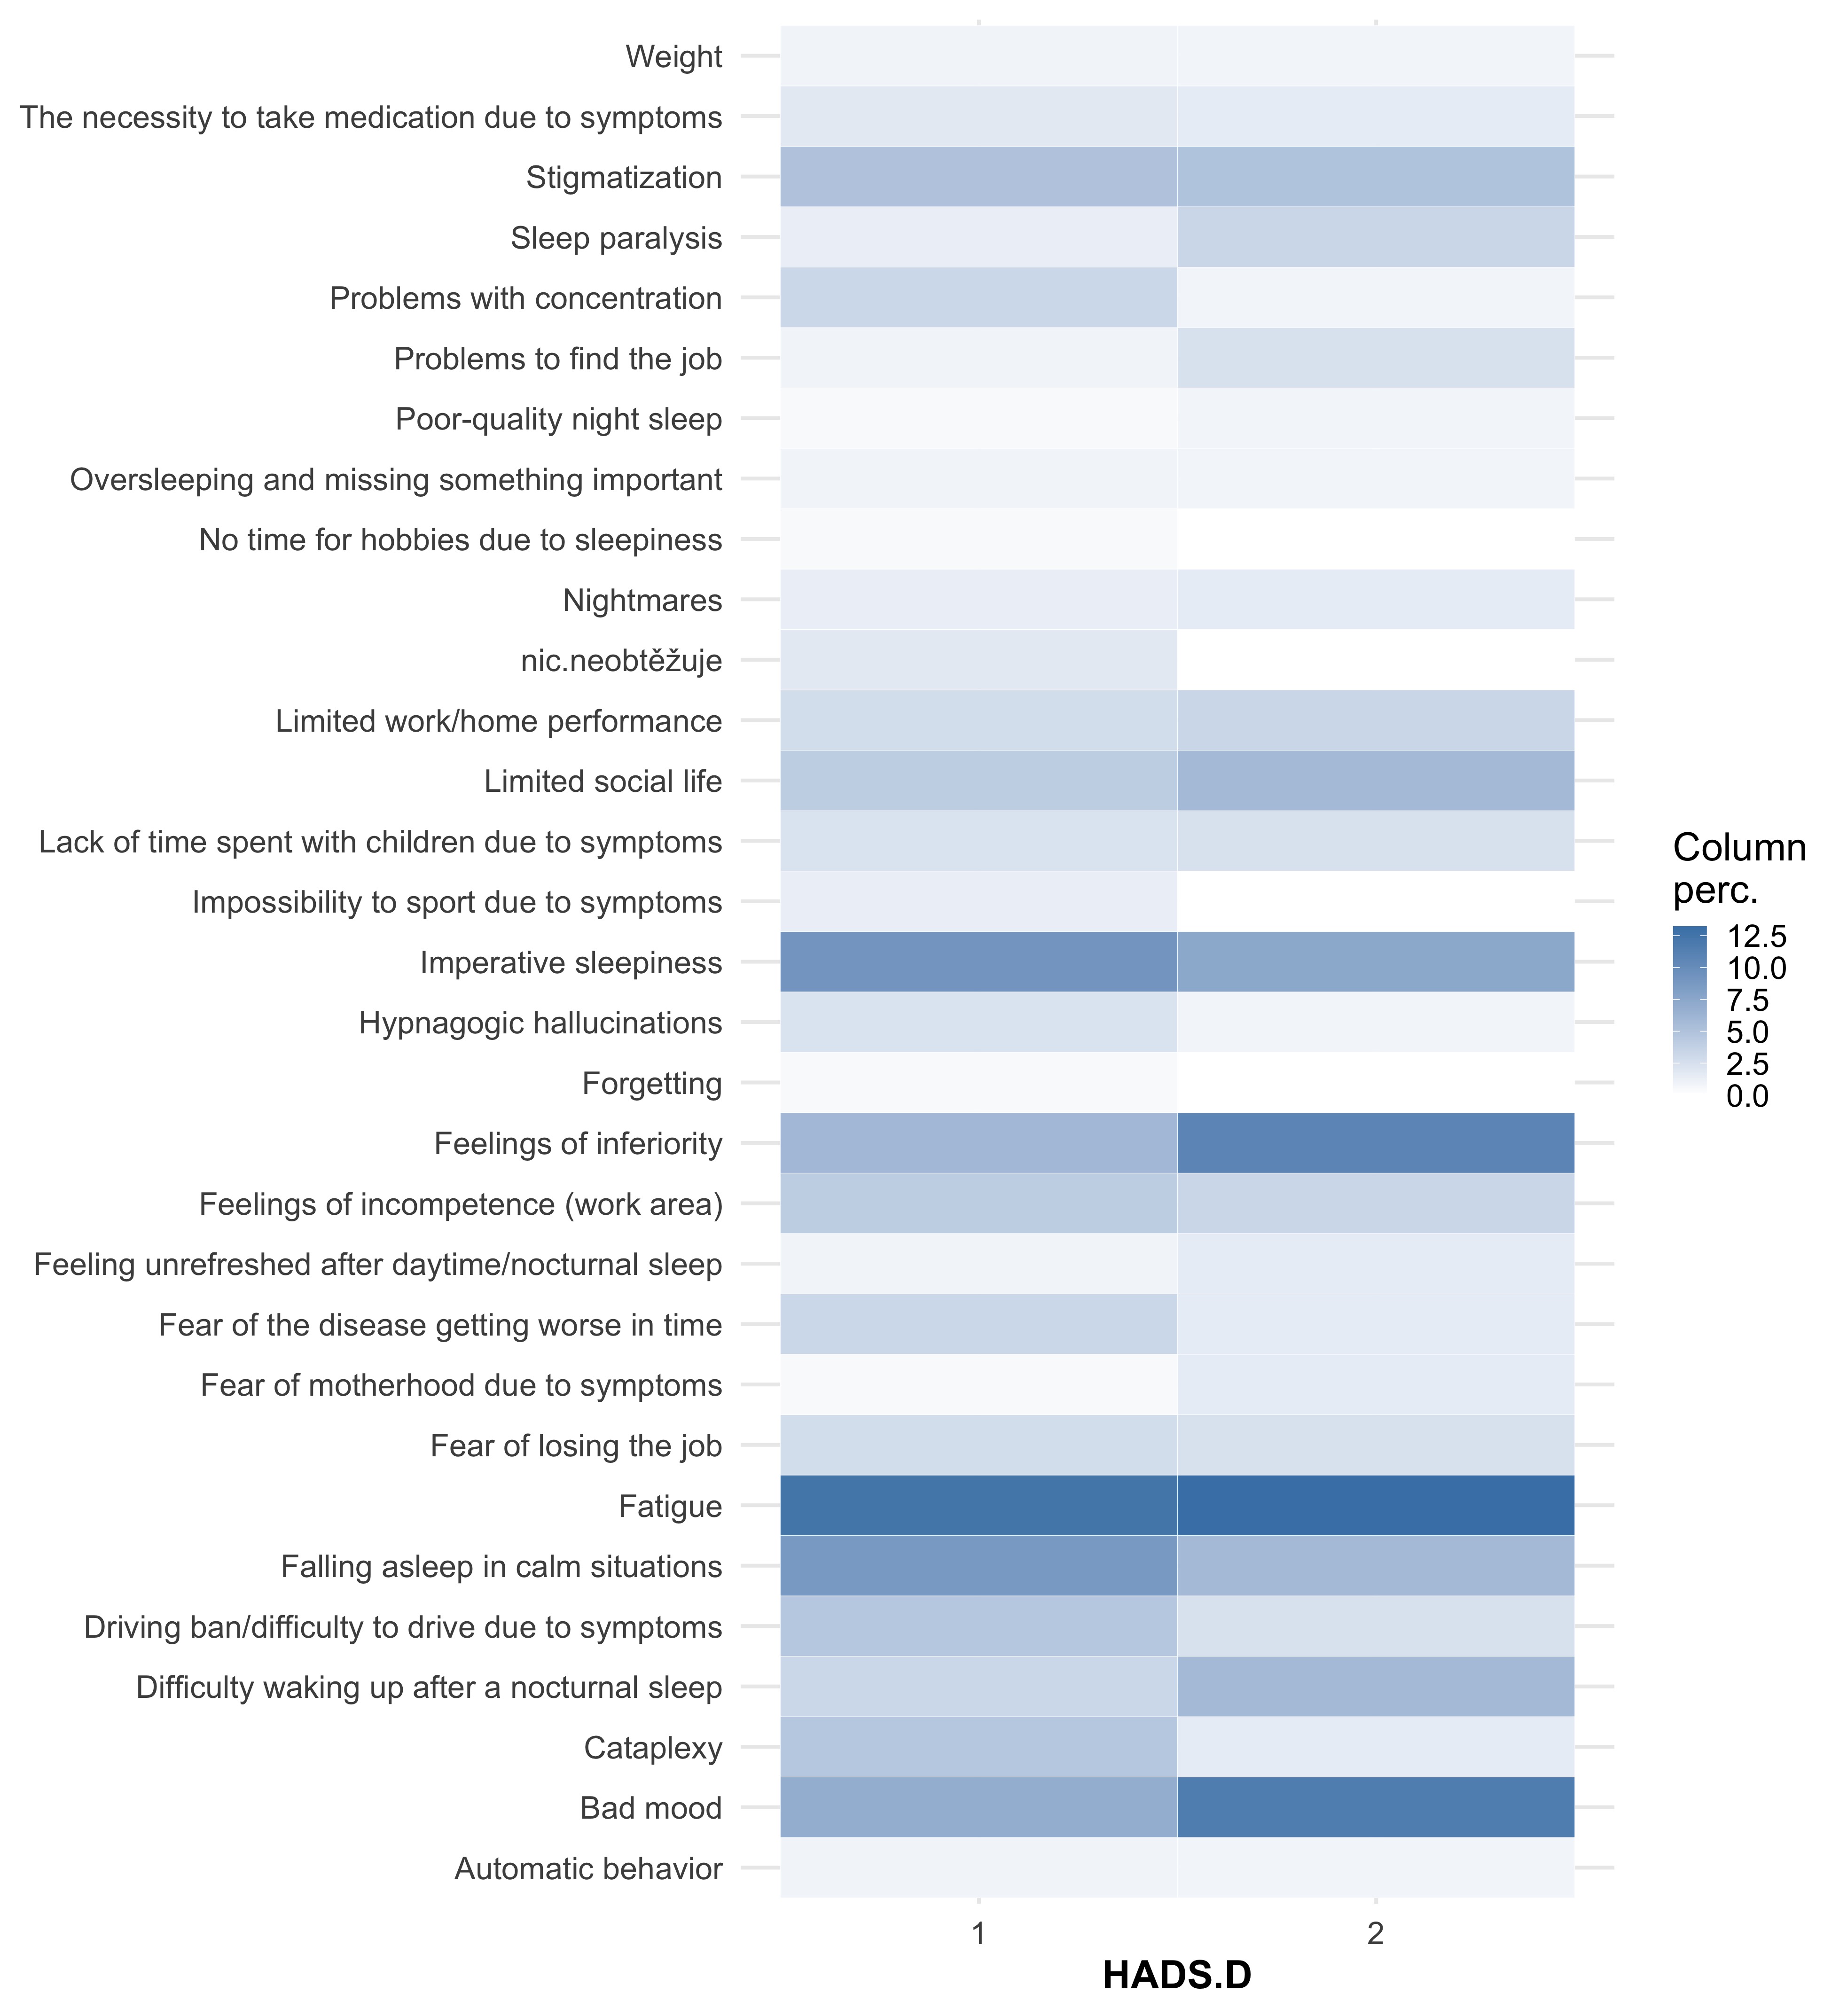 Weight
The necessity to take medication due to symptoms
Stigmatization
Sleep paralysis
Problems with concentration
Problems to find the job
Poor-quality night sleep
Oversleeping and missing something important
No time for hobbies due to sleepiness
Nightmares
nic.neobtěžuje
Limited work/home performance
Limited social life
Lack of time spent with children due to symptoms
Impossibility to sport due to symptoms
Imperative sleepiness
Hypnagogic hallucinations
Forgetting
Feelings of inferiority
Feelings of incompetence (work area)
Feeling unrefreshed after daytime/nocturnal sleep
Fear of the disease getting worse in time
Fear of motherhood due to symptoms
Fear of losing the job
Fatigue
Falling asleep in calm situations
Driving ban/difficulty to drive due to symptoms
Difficulty waking up after a nocturnal sleep
Cataplexy
Bad mood
Automatic behavior
1 2
HADS.D
Column
perc.
12.5
10.0
7.5
5.0
2.5
0.0